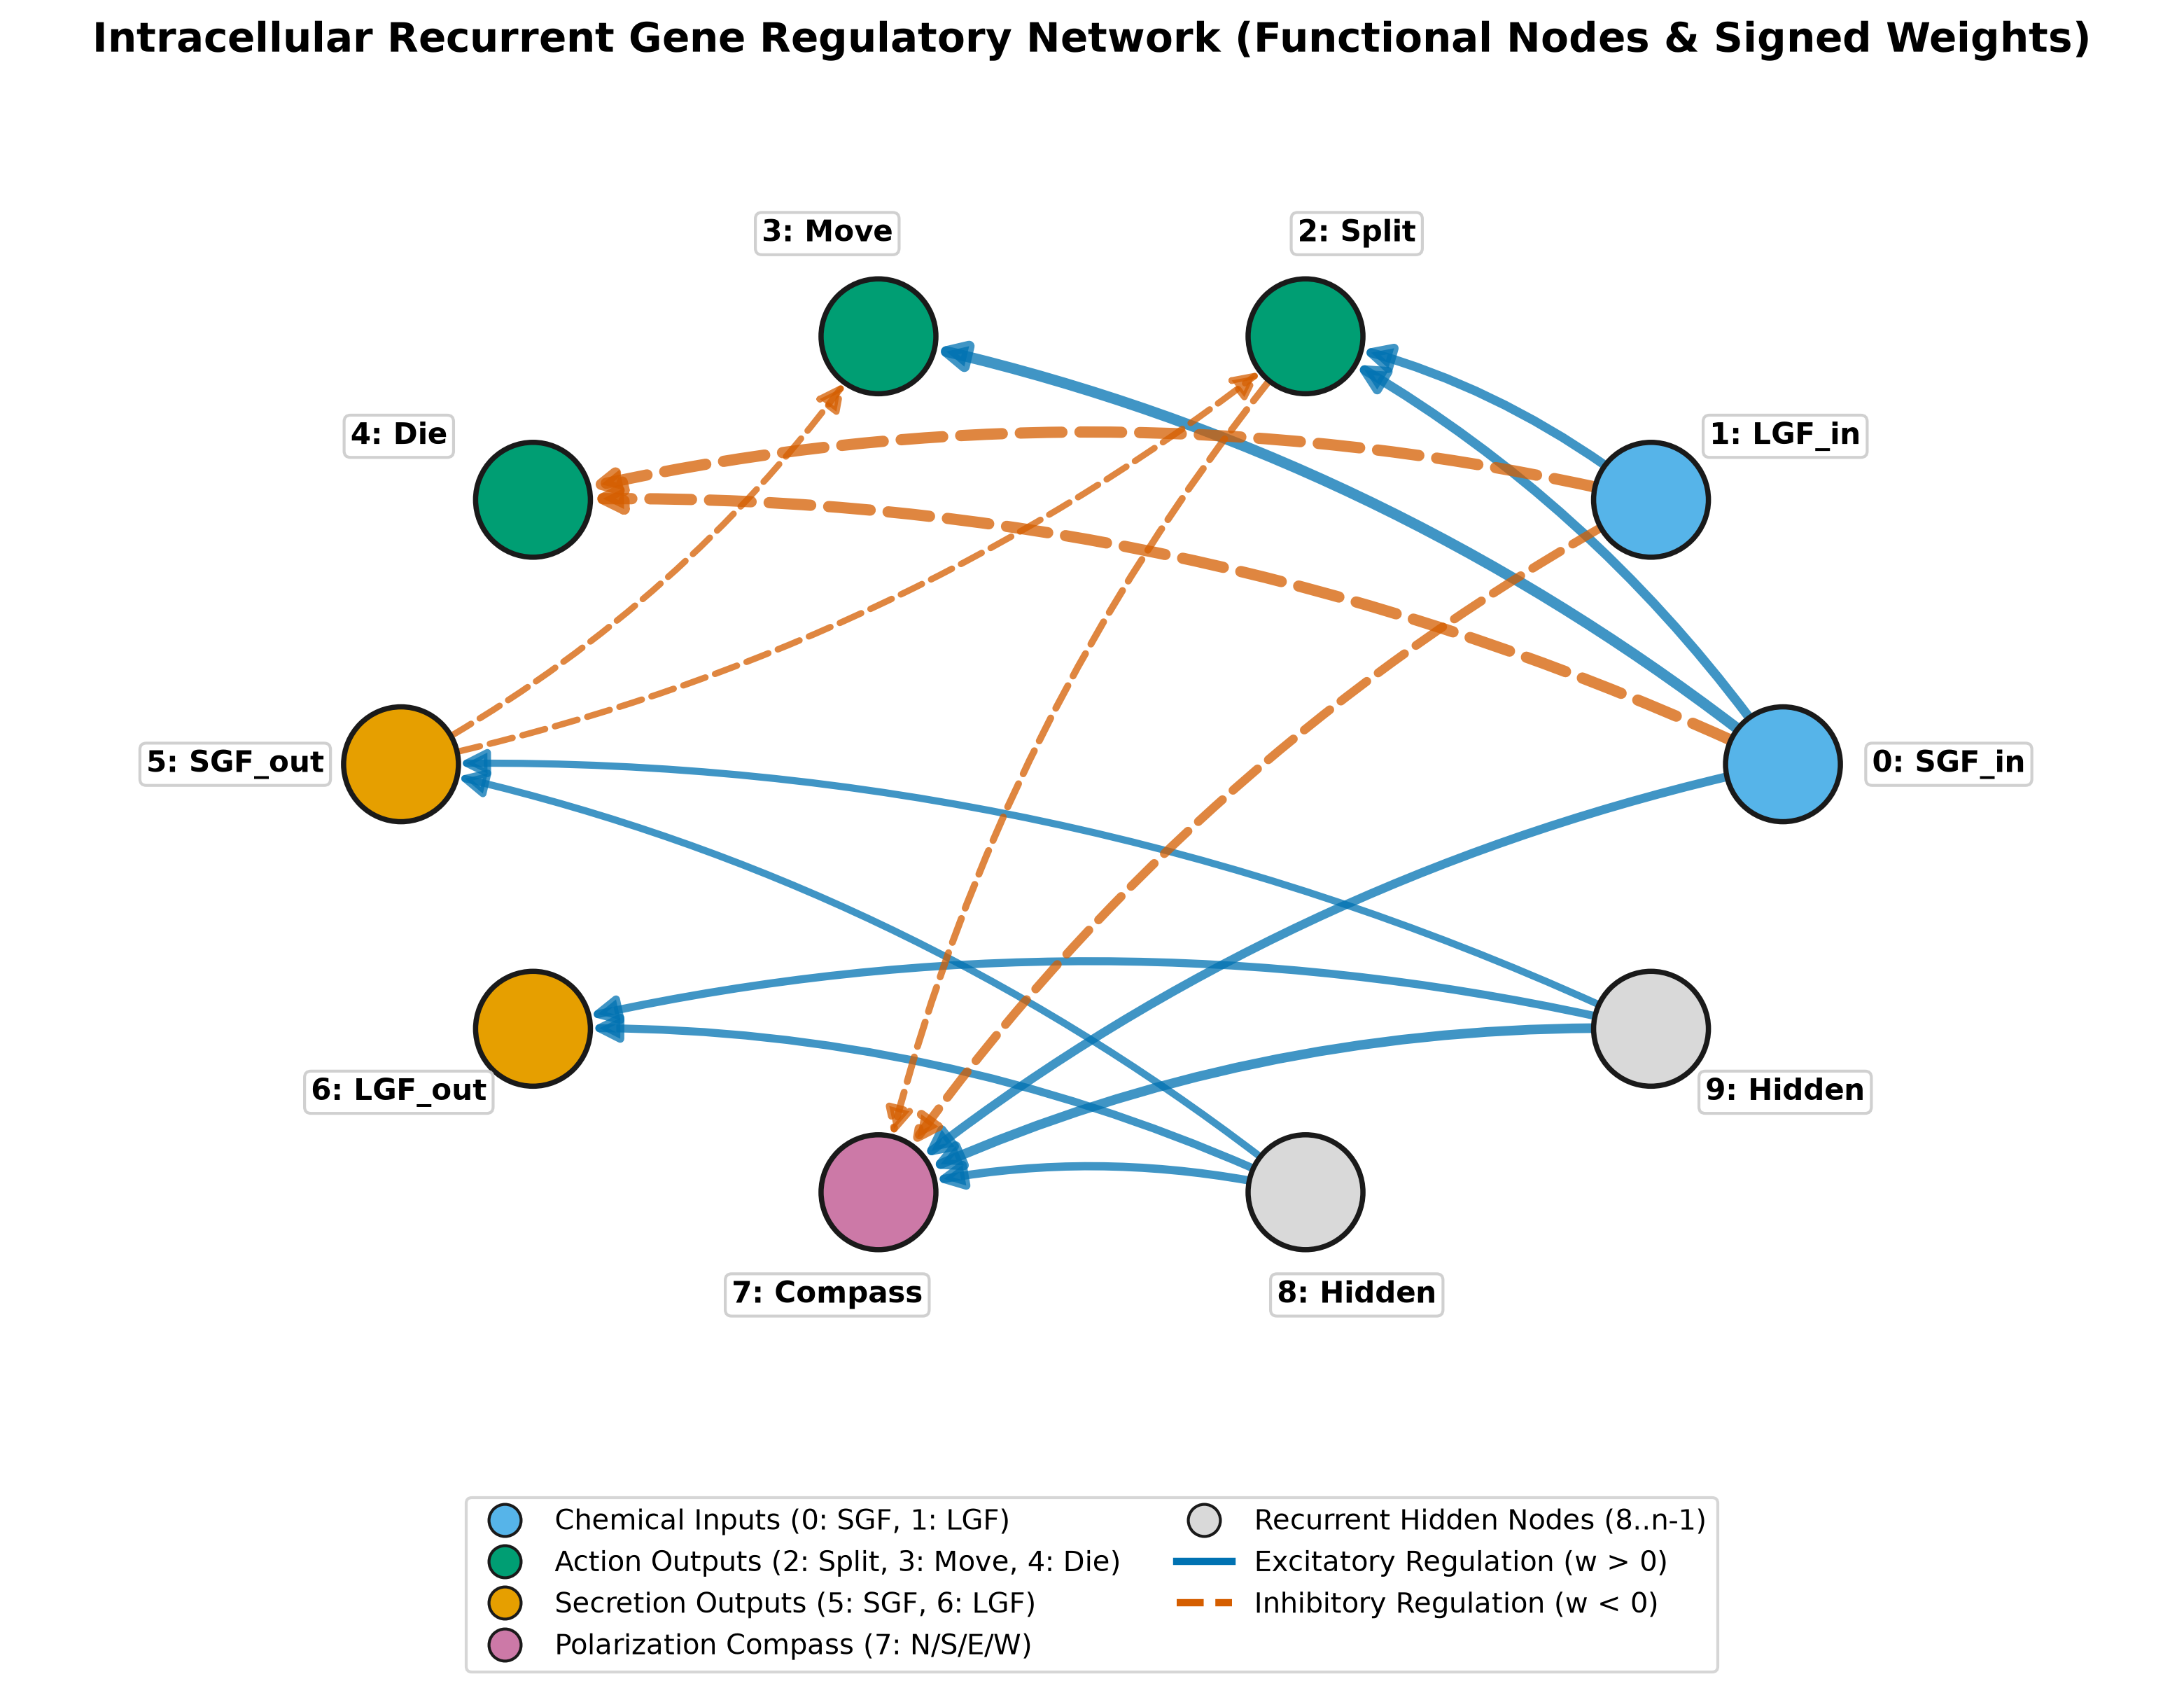 Intracellular Recurrent Gene Regulatory Network (Functional Nodes & Signed Weights)
3: Move
2: Split
4: Die
1: LGF_in
5: SGF_out
0: SGF_in
6: LGF_out
9: Hidden
7: Compass
8: Hidden
Chemical Inputs (0: SGF, 1: LGF)
Action Outputs (2: Split, 3: Move, 4: Die)
Secretion Outputs (5: SGF, 6: LGF)
Polarization Compass (7: N/S/E/W)
Recurrent Hidden Nodes (8..n-1)
Excitatory Regulation (w > 0)
Inhibitory Regulation (w < 0)